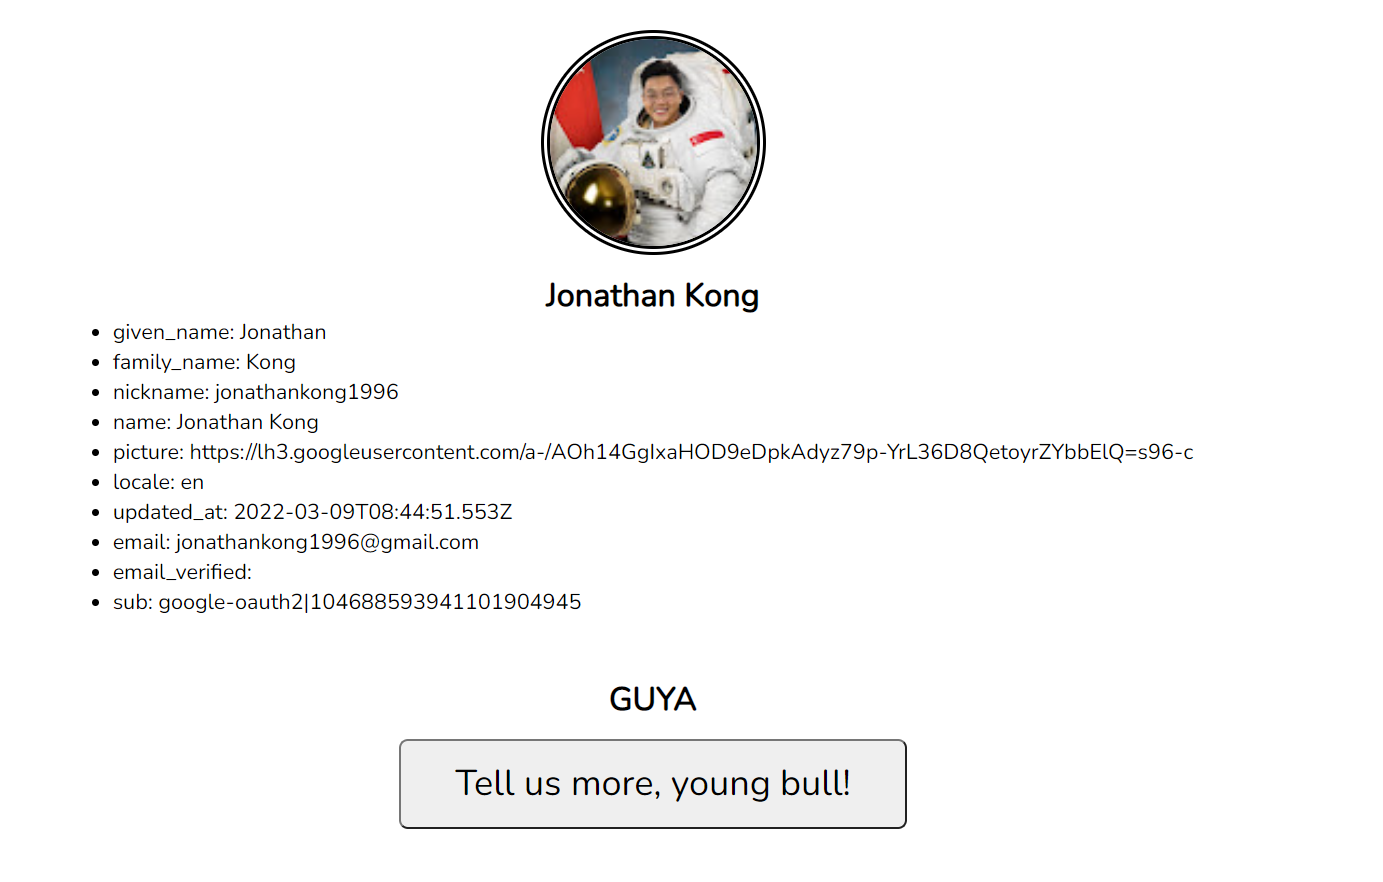 Jonathan Kong
given_name: Jonathan
family_name: Kong
nickname: jonathankong1996
name: Jonathan Kong
picture: https://lh3.googleusercontent.com/a-/AOh14GgIxaHOD9eDpkAdyz79p-YrL36D8QetoyrZYbbElQ=s96-c
locale: en
updated_at: 2022-03-09T08:44:51.553Z
email: jonathankong1996@gmail.com
email_verified:
sub: google-oauth2|104688593941101904945
GUYA
Tell us more, young bull!